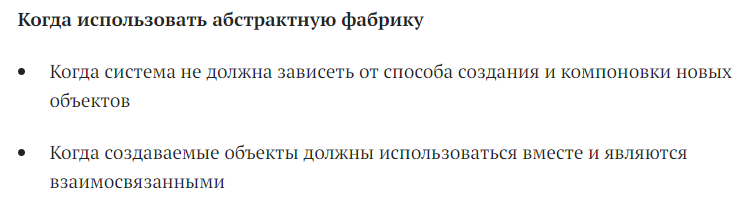 Когда использовать абстрактную фабрику
• Когда система не должна зависеть от способа создания и компоновки новых
объектов
• Когда создаваемые объекты должны использоваться вместе и являются
взаимосвязанными